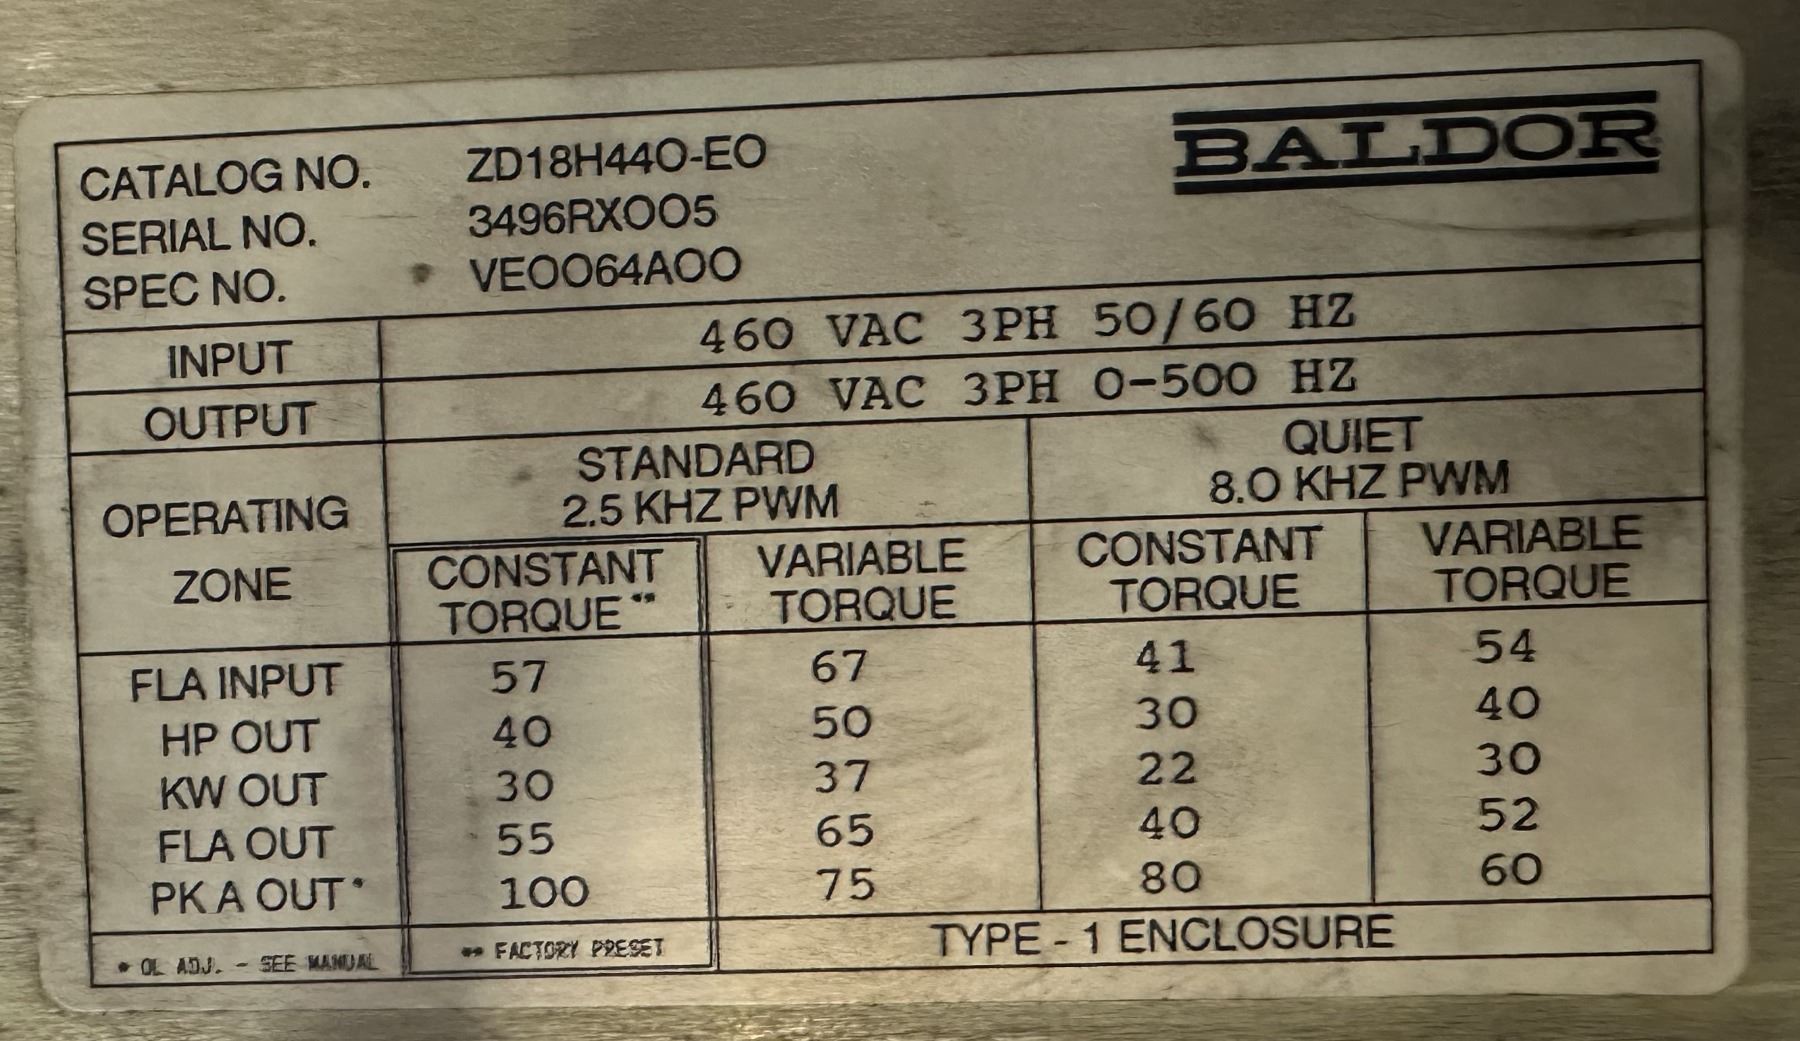 BALDOR
CATALOG NO. ZD18H440-EO
SERIAL NO. 3496RX005
SPEC NO. VE0064A00
INPUT 460 VAC 3PH 50/60 HZ
OUTPUT 460 VAC 3PH 0-500 HZ
OPERATING ZONE
STANDARD QUIET
2.5 KHZ PWM 8.0 KHZ PWM
CONSTANT VARIABLE CONSTANT VARIABLE
TORQUE** TORQUE TORQUE TORQUE
FLA INPUT 57 67 41 54
HP OUT 40 50 30 40
KW OUT 30 37 22 30
FLA OUT 55 65 40 52
PK A OUT* 100 75 80 60
* OL ADJ. - SEE MANUAL ** FACTORY PRESET TYPE - 1 ENCLOSURE